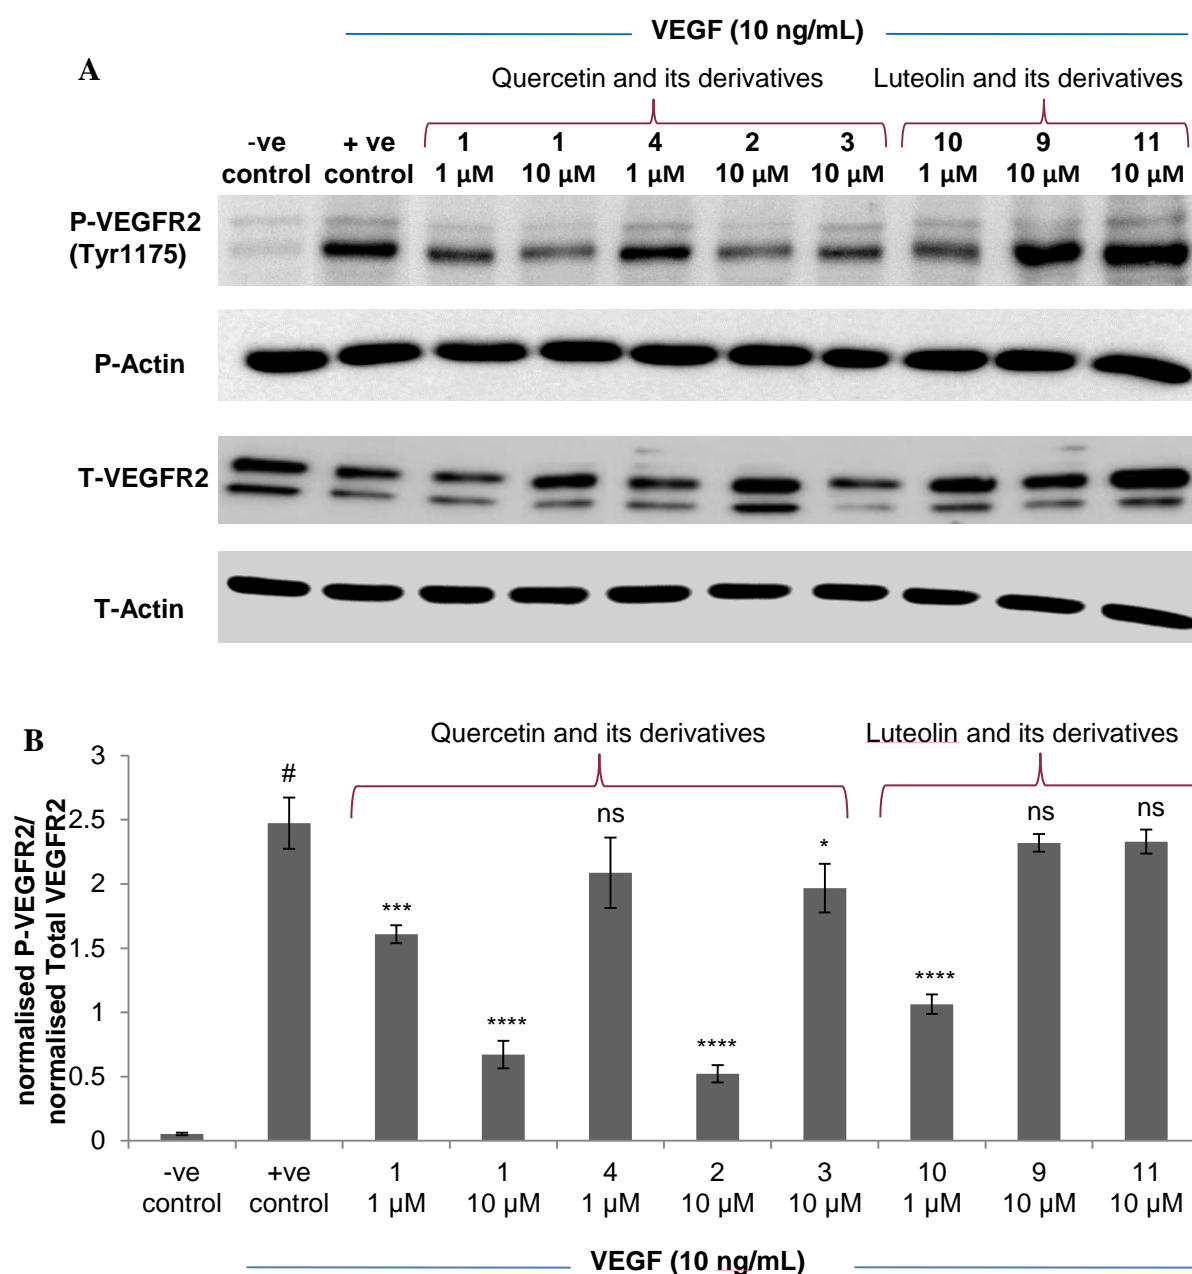 VEGF (10 ng/mL)
A
Quercetin and its derivatives
Luteolin and its derivatives
-ve control
+ ve control
1 1 µM
1 10 µM
4 1 µM
2 10 µM
3 10 µM
10 1 µM
9 10 µM
11 10 µM
P-VEGFR2
(Tyr1175)
P-Actin
T-VEGFR2
T-Actin
B
Quercetin and its derivatives
Luteolin and its derivatives
normalised P-VEGFR2/
normalised Total VEGFR2
3
2.5
2
1.5
1
0.5
0
#
***
****
ns
****
*
****
ns
ns
-ve control
+ve control
1 1 µM
1 10 µM
4 1 µM
2 10 µM
3 10 µM
10 1 µM
9 10 µM
11 10 µM
VEGF (10 ng/mL)